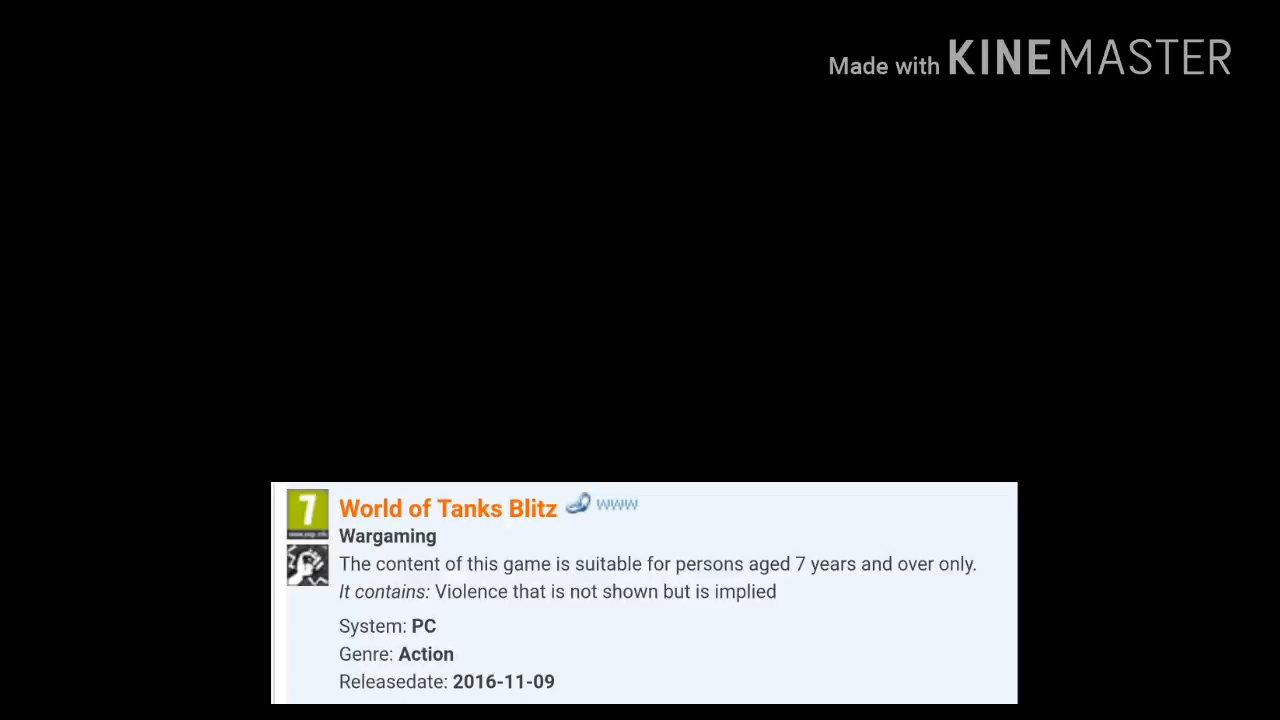 Made with KINEMASTER
7
World of Tanks Blitz www
Wargaming
The content of this game is suitable for persons aged 7 years and over only.
It contains: Violence that is not shown but is implied
System: PC
Genre: Action
Releasedate: 2016-11-09